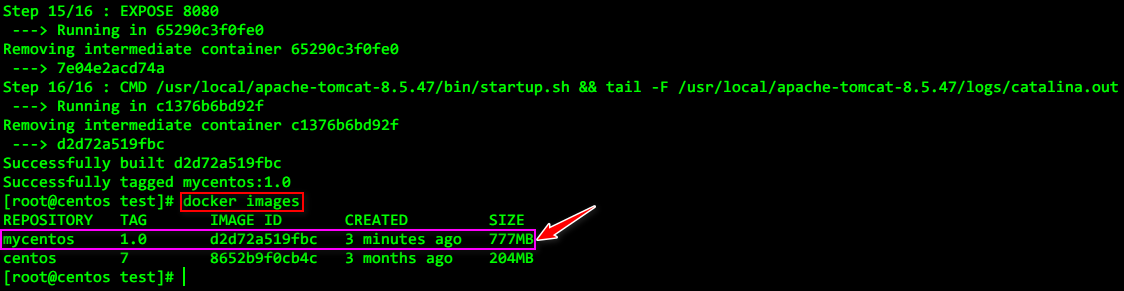 Step 15/16 : EXPOSE 8080
---> Running in 65290c3f0fe0
Removing intermediate container 65290c3f0fe0
---> 7e04e2acd74a
Step 16/16 : CMD /usr/local/apache-tomcat-8.5.47/bin/startup.sh && tail -F /usr/local/apache-tomcat-8.5.47/logs/catalina.out
---> Running in c1376b6bd92f
Removing intermediate container c1376b6bd92f
---> d2d72a519fbc
Successfully built d2d72a519fbc
Successfully tagged mycentos:1.0
[root@centos test]# docker images
REPOSITORY TAG IMAGE ID CREATED SIZE
mycentos 1.0 d2d72a519fbc 3 minutes ago 777MB
centos 7 8652b9f0cb4c 3 months ago 204MB
[root@centos test]#